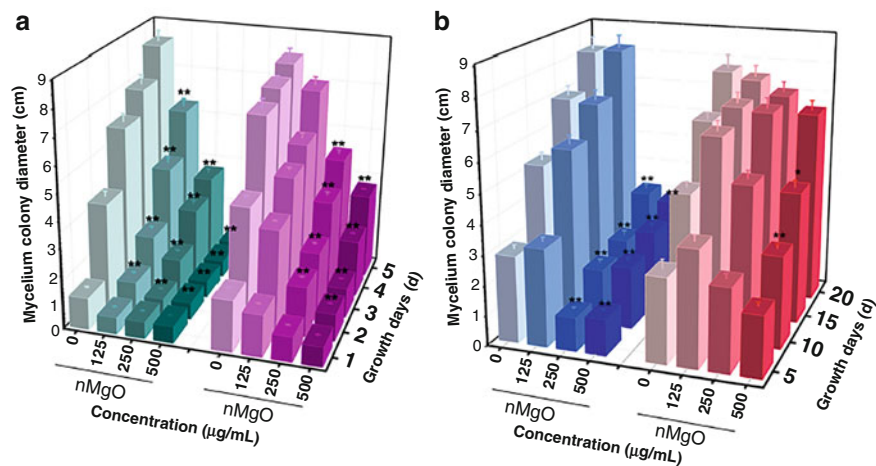 a
Mycelium colony diameter (cm)
9
8
7
6
5
4
3
2
1
0
** ** ** ** ** ** ** ** ** ** ** **
** ** ** ** ** ** ** **
0 125 250 500
0 125 250 500
nMgO
nMgO
Concentration (μg/mL)
1 2 3 4 5
Growth days (d)
b
Mycelium colony diameter (cm)
9
8
7
6
5
4
3
2
1
0
** ** ** ** ** ** ** **
* **
0 125 250 500
0 125 250 500
nMgO
nMgO
Concentration (μg/mL)
5 10 15 20
Growth days (d)